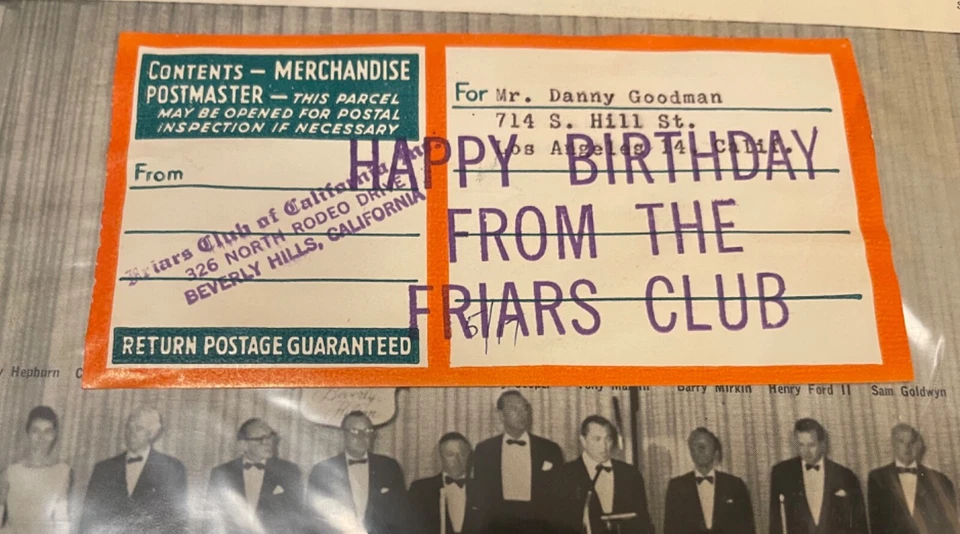 CONTENTS — MERCHANDISE
POSTMASTER — THIS PARCEL
MAY BE OPENED FOR POSTAL
INSPECTION IF NECESSARY
From
Friars Club of California, Inc.
326 NORTH RODEO DRIVE
BEVERLY HILLS, CALIFORNIA
RETURN POSTAGE GUARANTEED
For Mr. Danny Goodman
714 S. Hill St.
Los Angeles 14, Calif.
HAPPY BIRTHDAY
FROM THE
FRIARS CLUB
Hepburn
Barry Mirkin Henry Ford II Sam Goldwyn